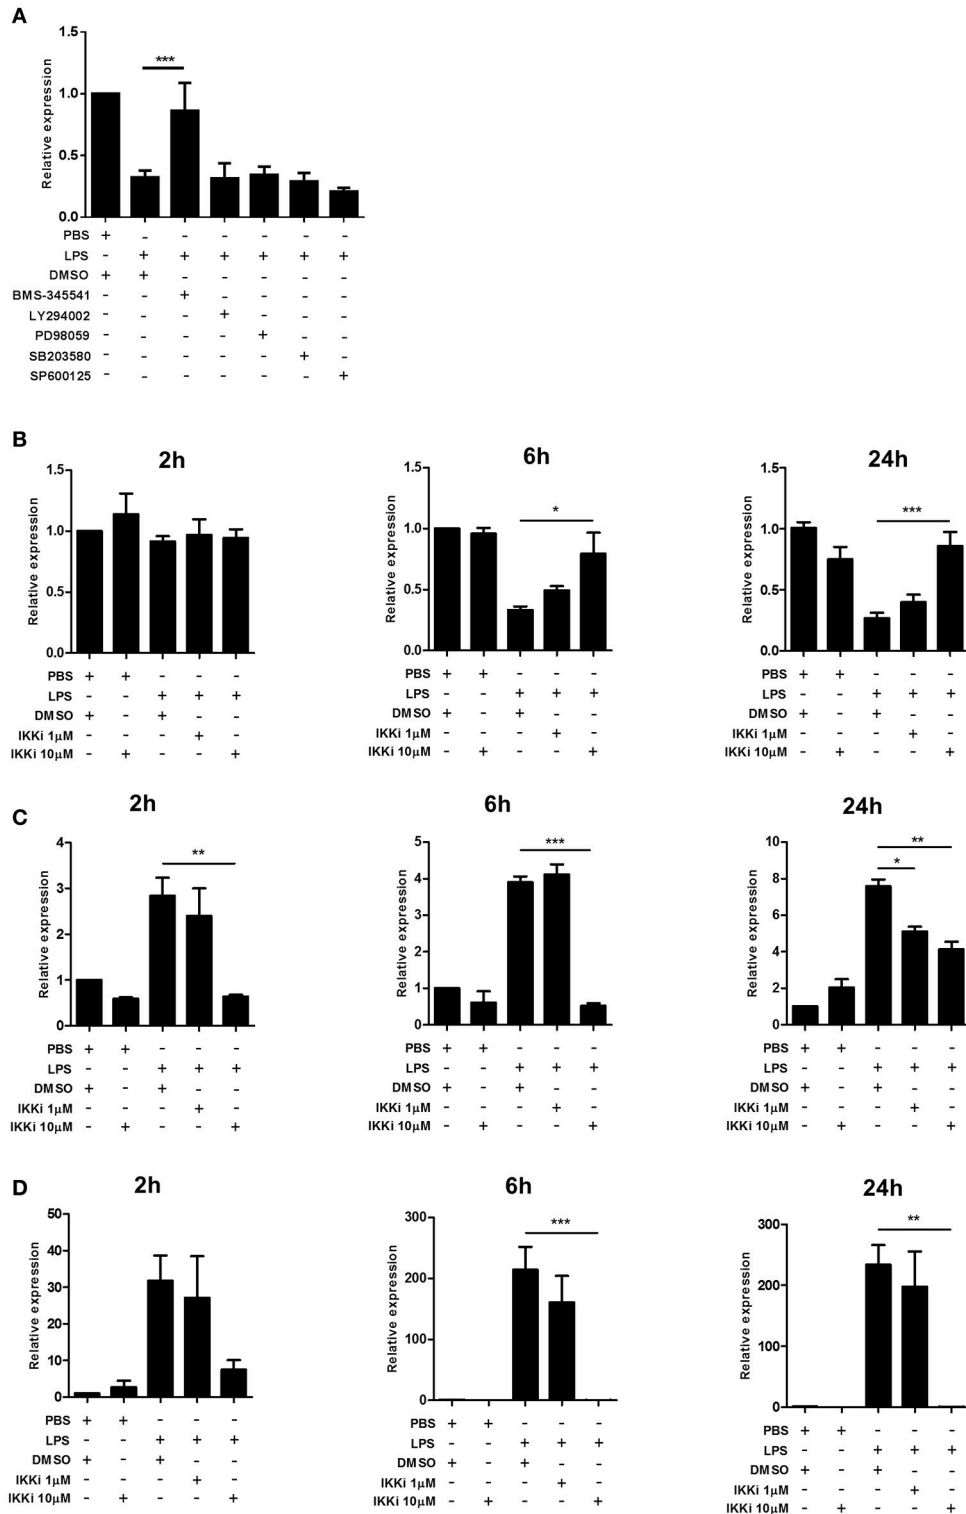 A
1.5
1.0
0.5
0.0
Relative expression
***
PBS + - - - - - -
LPS - + + + + + +
DMSO + + - - - - -
BMS-345541 - - + - - - -
LY294002 - - - + - - -
PD98059 - - - - + - -
SB203580 - - - - - + -
SP600125 - - - - - - +
B
2h
1.5
1.0
0.5
0.0
Relative expression
PBS + + - - -
LPS - - + + +
DMSO + - + - -
IKKi 1µM - - - + -
IKKi 10µM - + - - +
6h
1.5
1.0
0.5
0.0
Relative expression
*
PBS + + - - -
LPS - - + + +
DMSO + - + - -
IKKi 1µM - - - + -
IKKi 10µM - + - - +
24h
1.5
1.0
0.5
0.0
Relative expression
***
PBS + + - - -
LPS - - + + +
DMSO + - + - -
IKKi 1µM - - - + -
IKKi 10µM - + - - +
C
2h
4
3
2
1
0
Relative expression
**
PBS + + - - -
LPS - - + + +
DMSO + - + - -
IKKi 1µM - - - + -
IKKi 10µM - + - - +
6h
5
4
3
2
1
0
Relative expression
***
PBS + + - - -
LPS - - + + +
DMSO + - + - -
IKKi 1µM - - - + -
IKKi 10µM - + - - +
24h
10
8
6
4
2
0
Relative expression
**
*
PBS + + - - -
LPS - - + + +
DMSO + - + - -
IKKi 1µM - - - + -
IKKi 10µM - + - - +
D
2h
50
40
30
20
10
0
Relative expression
PBS + + - - -
LPS - - + + +
DMSO + - + - -
IKKi 1µM - - - + -
IKKi 10µM - + - - +
6h
300
200
100
0
Relative expression
***
PBS + + - - -
LPS - - + + +
DMSO + - + - -
IKKi 1µM - - - + -
IKKi 10µM - + - - +
24h
300
200
100
0
Relative expression
**
PBS + + - - -
LPS - - + + +
DMSO + - + - -
IKKi 1µM - - - + -
IKKi 10µM - + - - +